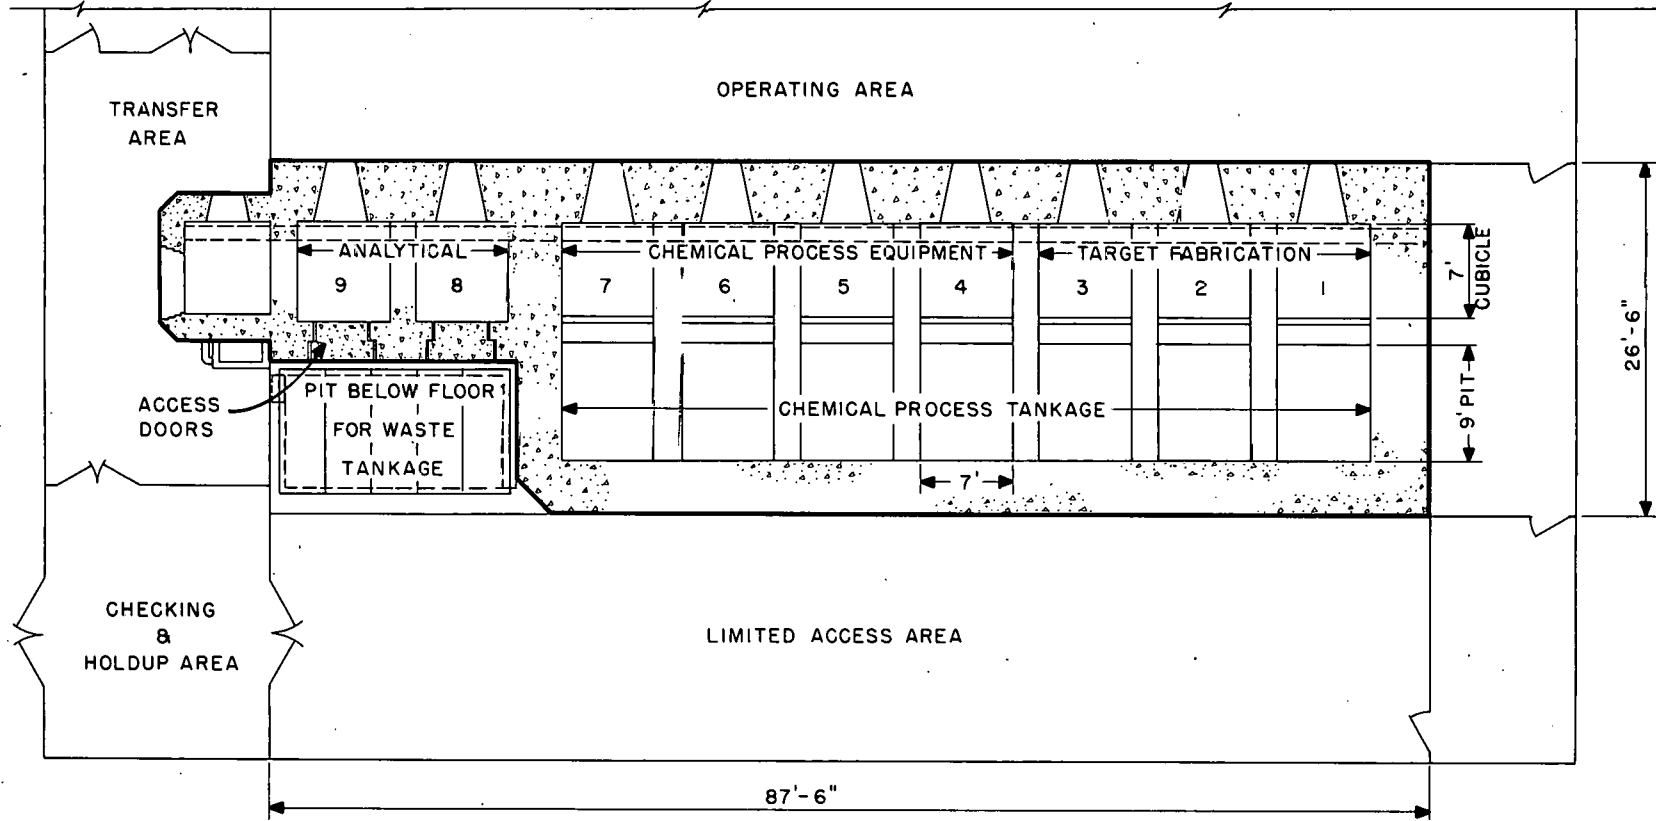 OPERATING AREA
TRANSFER
AREA
ANALYTICAL
CHEMICAL PROCESS EQUIPMENT
TARGET FABRICATION
9
8
7
6
5
4
3
2
1
7'
CUBICLE
26'-6"
PIT BELOW FLOOR
FOR WASTE
TANKAGE
ACCESS
DOORS
CHEMICAL PROCESS TANKAGE
9' PIT
7'
CHECKING
&
HOLDUP AREA
LIMITED ACCESS AREA
87'-6"